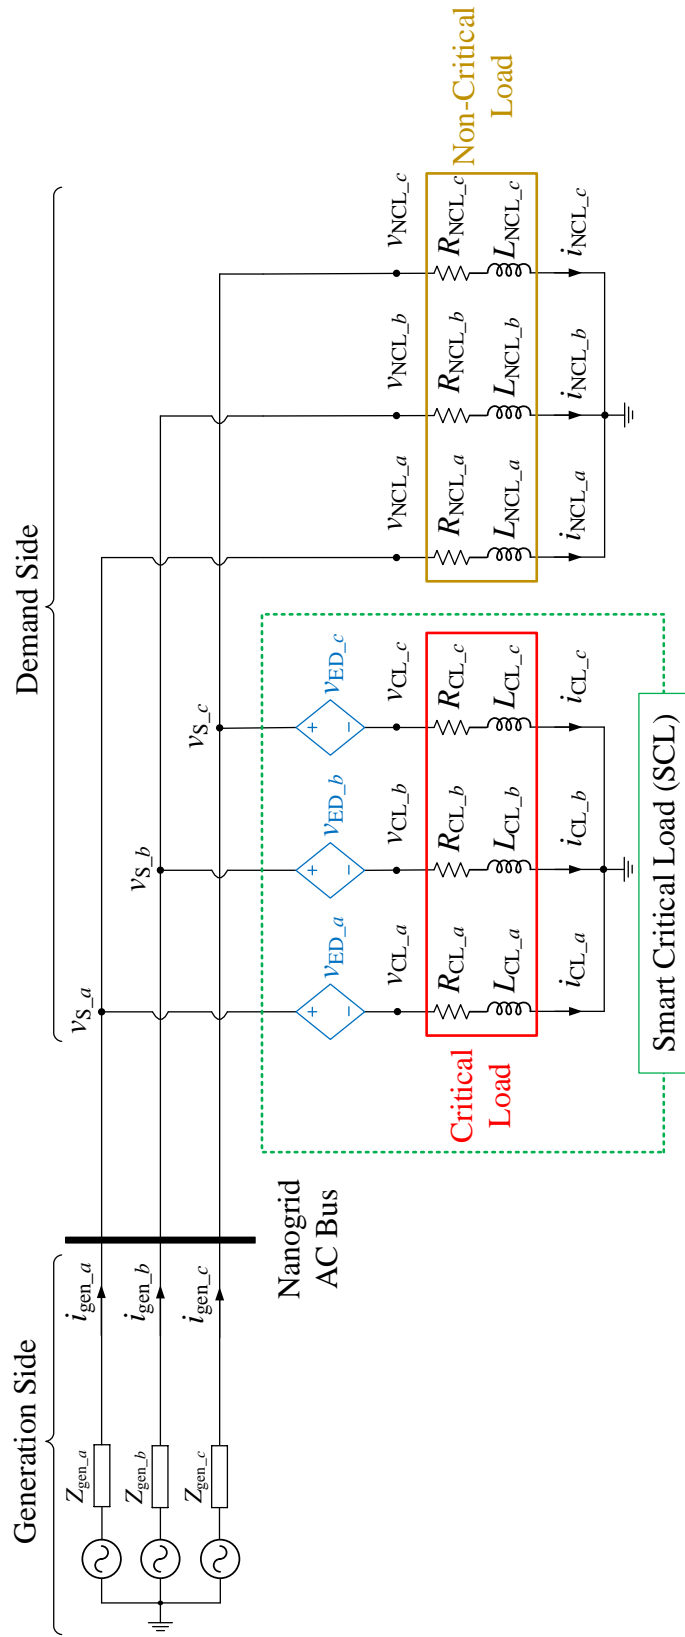 Generation Side
Demand Side
Z_gen_a
Z_gen_b
Z_gen_c
i_gen_a
i_gen_b
i_gen_c
Nanogrid
AC Bus
v_S_a
v_S_b
v_S_c
+
−
v_ED_a
+
−
v_ED_b
+
−
v_ED_c
v_CL_a
v_CL_b
v_CL_c
v_NCL_a
v_NCL_b
v_NCL_c
Critical
Load
R_CL_a
R_CL_b
R_CL_c
L_CL_a
L_CL_b
L_CL_c
R_NCL_a
R_NCL_b
R_NCL_c
L_NCL_a
L_NCL_b
L_NCL_c
Non-Critical
Load
i_CL_a
i_CL_b
i_CL_c
i_NCL_a
i_NCL_b
i_NCL_c
Smart Critical Load (SCL)